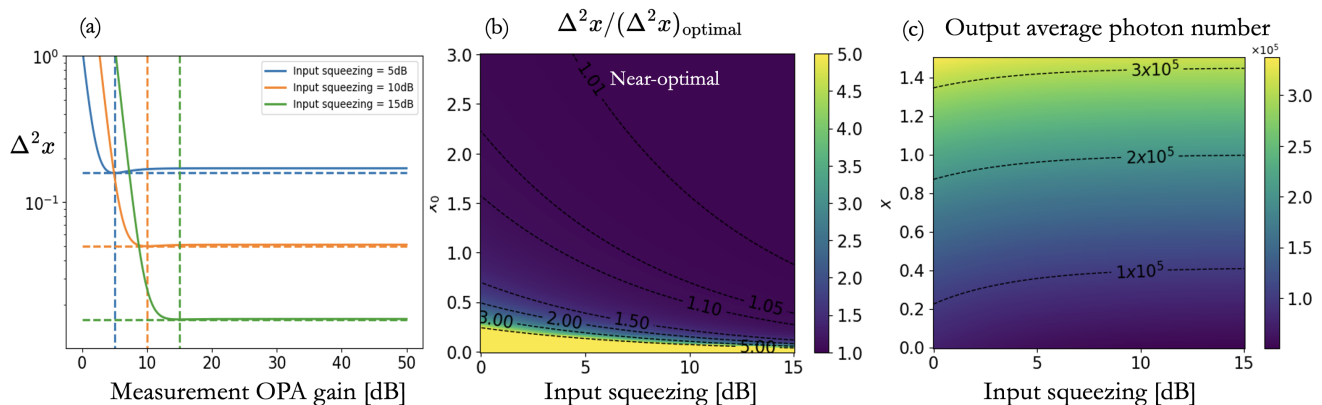 (a)
10⁰
10⁻¹
Δ²x
Input squeezing = 5dB
Input squeezing = 10dB
Input squeezing = 15dB
0 10 20 30 40 50
Measurement OPA gain [dB]
(b) Δ²x/(Δ²x)optimal
3.0
2.5
2.0
1.5
1.0
0.5
0.0
x₀
Near-optimal
1.01
1.05
1.10
1.50
2.00
3.00
5.00
0 5 10 15
Input squeezing [dB]
5.0
4.5
4.0
3.5
3.0
2.5
2.0
1.5
1.0
(c) Output average photon number
×10⁵
1.4
1.2
1.0
0.8
0.6
0.4
0.2
0.0
x
3x10⁵
2x10⁵
1x10⁵
0 5 10 15
Input squeezing [dB]
3.0
2.5
2.0
1.5
1.0